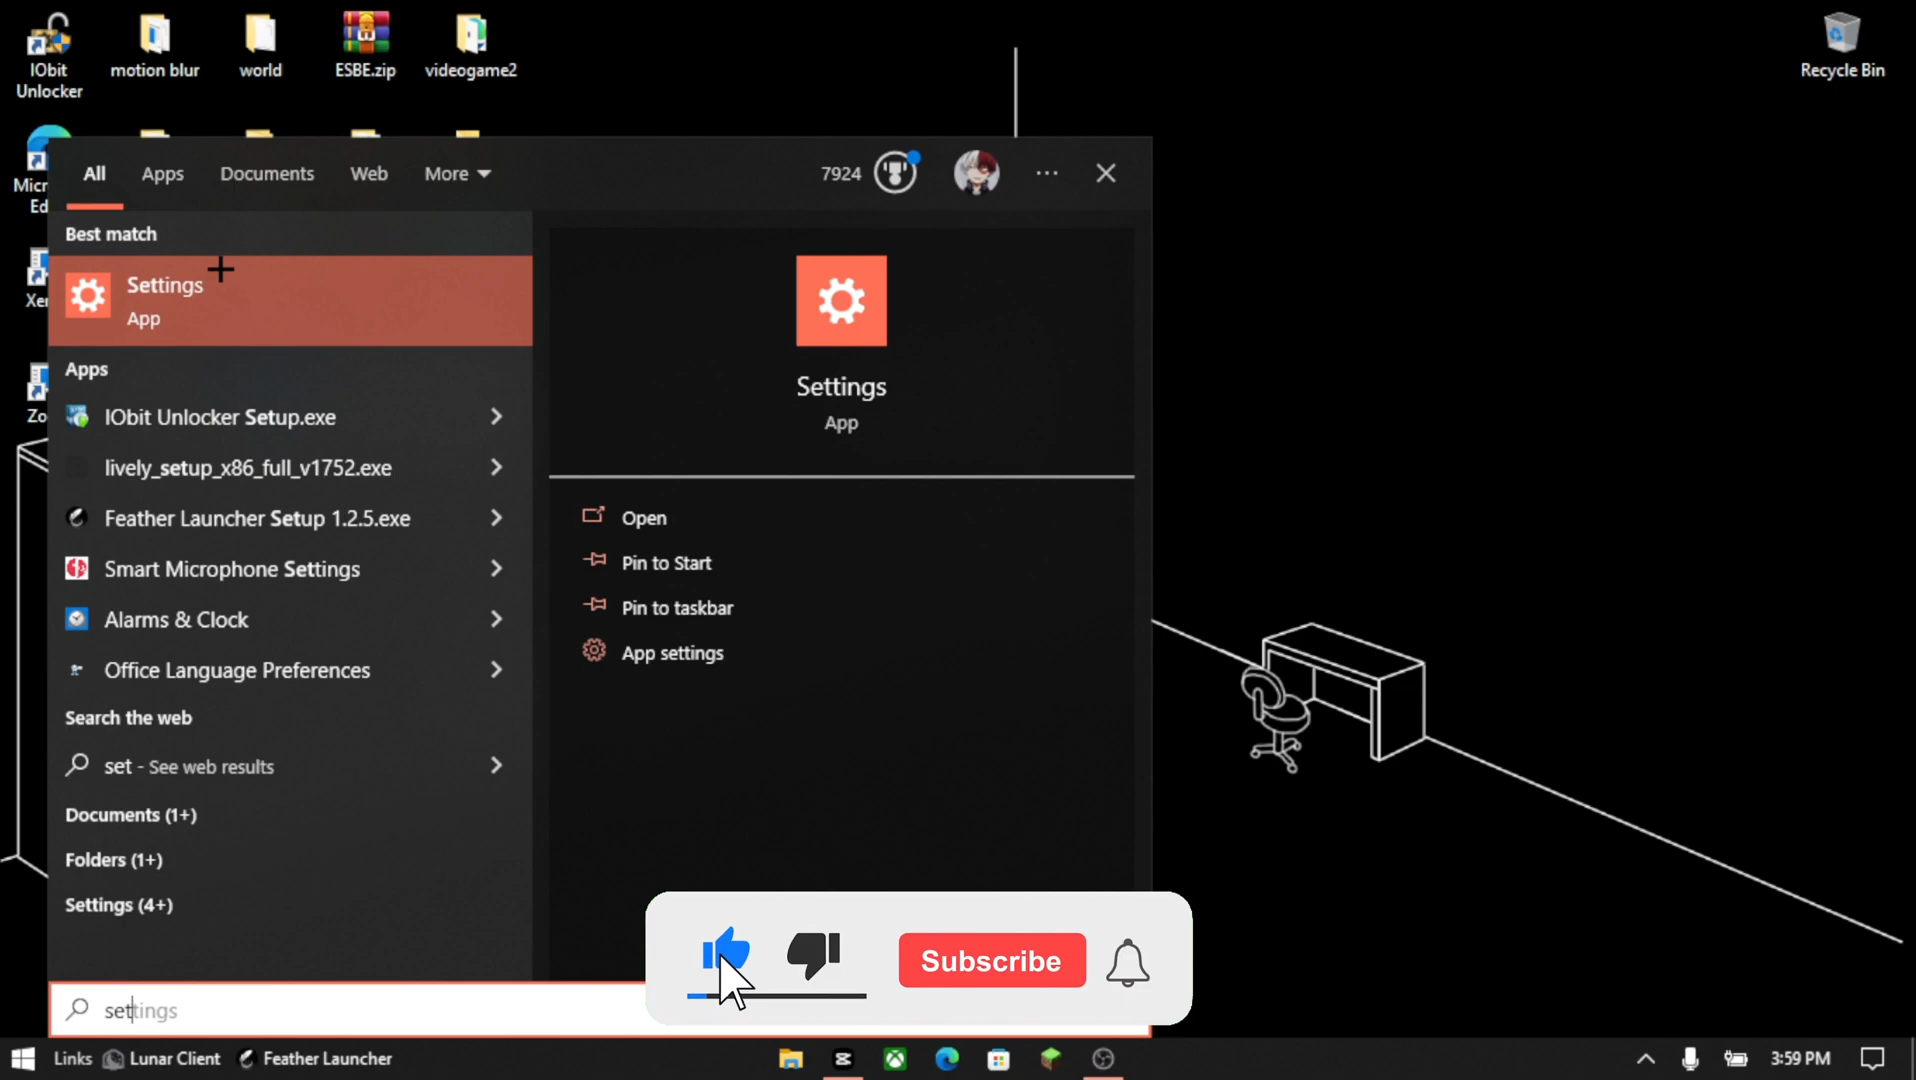 IObit
Unlocker
motion blur
world
ESBE.zip
videogame2
Recycle Bin
Micr
Ed
Xer
Zo
All
Apps
Documents
Web
More
7924
Best match
Settings
App
Apps
IObit Unlocker Setup.exe
lively_setup_x86_full_v1752.exe
Feather Launcher Setup 1.2.5.exe
Smart Microphone Settings
Alarms & Clock
Office Language Preferences
Search the web
set - See web results
Documents (1+)
Folders (1+)
Settings (4+)
Settings
App
Open
Pin to Start
Pin to taskbar
App settings
Subscribe
settings
Links
Lunar Client
Feather Launcher
3:59 PM